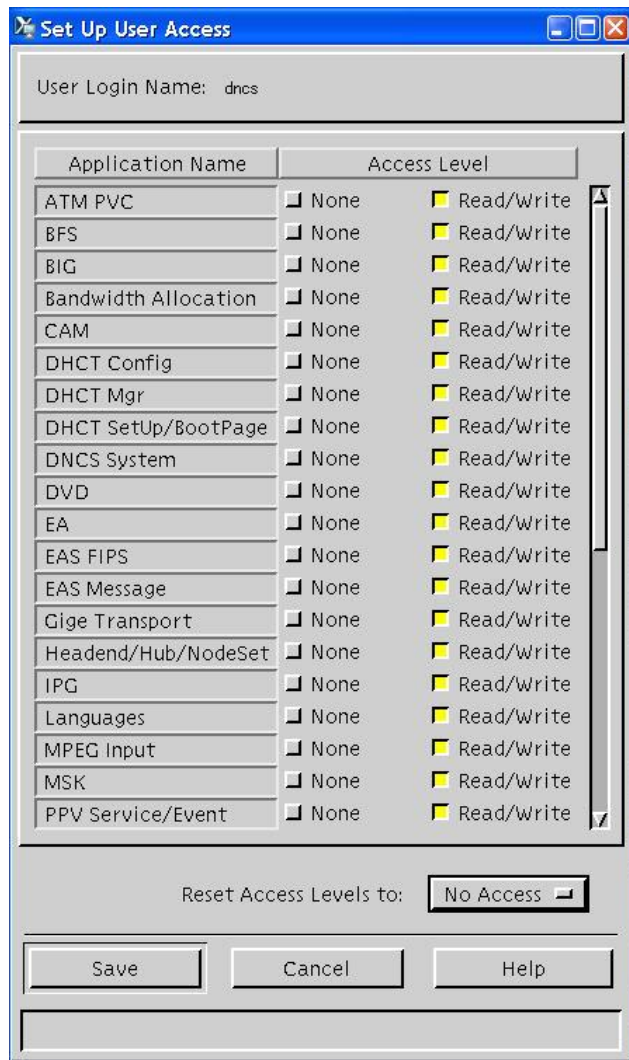 Set Up User Access
User Login Name: dncs
Application Name Access Level
ATM PVC None Read/Write
BFS None Read/Write
BIG None Read/Write
Bandwidth Allocation None Read/Write
CAM None Read/Write
DHCT Config None Read/Write
DHCT Mgr None Read/Write
DHCT SetUp/BootPage None Read/Write
DNCS System None Read/Write
DVD None Read/Write
EA None Read/Write
EAS FIPS None Read/Write
EAS Message None Read/Write
Gige Transport None Read/Write
Headend/Hub/NodeSet None Read/Write
IPG None Read/Write
Languages None Read/Write
MPEG Input None Read/Write
MSK None Read/Write
PPV Service/Event None Read/Write
Reset Access Levels to: No Access
Save Cancel Help